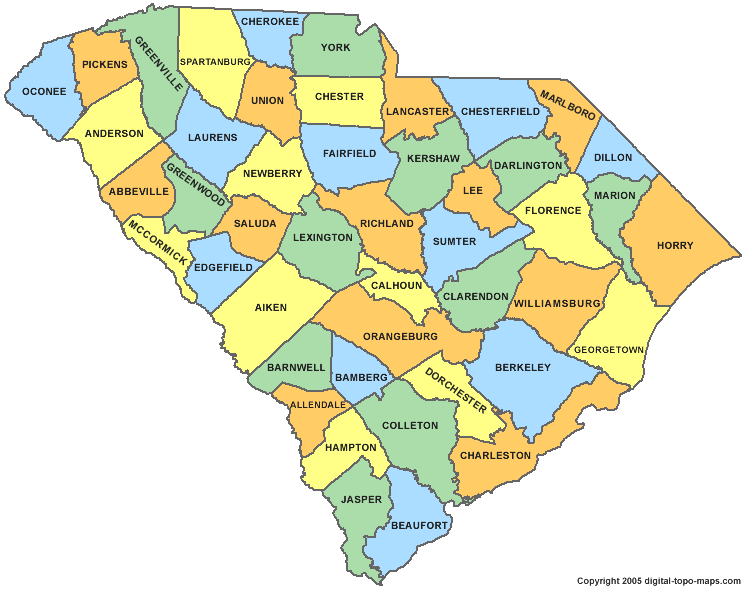 CHEROKEE
YORK
GREENVILLE
SPARTANBURG
PICKENS
OCONEE
UNION
CHESTER
LANCASTER
CHESTERFIELD
MARLBORO
ANDERSON
LAURENS
FAIRFIELD
KERSHAW
DARLINGTON
DILLON
NEWBERRY
ABBEVILLE
GREENWOOD
LEE
MARION
FLORENCE
SALUDA
RICHLAND
LEXINGTON
SUMTER
HORRY
MCCORMICK
EDGEFIELD
CALHOUN
CLARENDON
WILLIAMSBURG
AIKEN
ORANGEBURG
GEORGETOWN
BARNWELL
BAMBERG
BERKELEY
DORCHESTER
ALLENDALE
COLLETON
HAMPTON
CHARLESTON
JASPER
BEAUFORT
Copyright 2005 digital-topo-maps.com